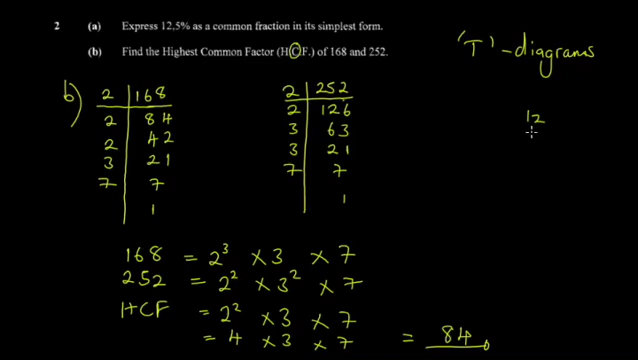 2 (a) Express 12,5% as a common fraction in its simplest form.
(b) Find the Highest Common Factor (H.C.F.) of 168 and 252.
'T' - diagrams
b)
2 | 168
2 | 84
2 | 42
3 | 21
7 | 7
1
2 | 252
2 | 126
3 | 63
3 | 21
7 | 7
1
12
168 = 2³ × 3 × 7
252 = 2² × 3² × 7
HCF = 2² × 3 × 7
= 4 × 3 × 7 = 84